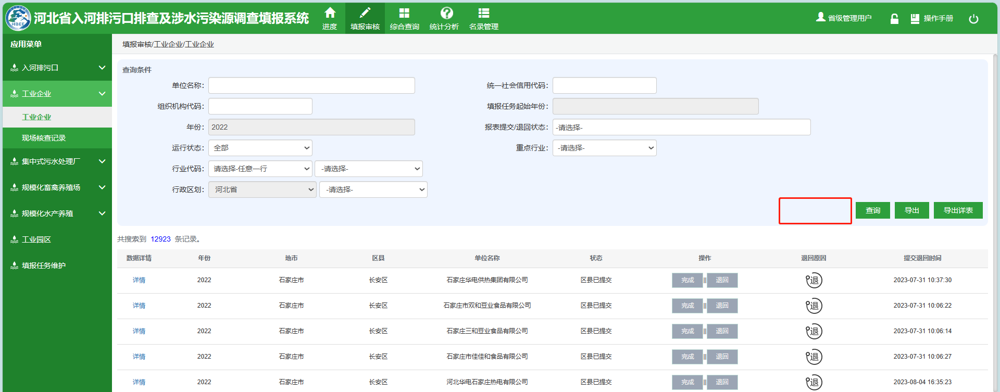 HBEE
河北省入河排污口排查及涉水污染源调查填报系统
进度
填报审核
综合查询
统计分析
名录管理
省级管理用户
操作手册
应用菜单
入河排污口
工业企业
工业企业
现场核查记录
集中式污水处理厂
规模化畜禽养殖场
规模化水产养殖
工业园区
填报任务维护
填报审核/工业企业/工业企业
查询条件
单位名称:
统一社会信用代码:
组织机构代码:
填报任务起始年份:
年份: 2022
报表提交/退回状态: -请选择-
运行状态: 全部
重点行业: -请选择-
行业代码: 请选择-任意一行 -请选择-
行政区划: 河北省 -请选择-
查询 导出 导出详表
共搜索到 12923 条记录。
数据详情 年份 地市 区县 单位名称 状态 操作 退回原因 提交退回时间
详情 2022 石家庄市 长安区 石家庄华电供热集团有限公司 区县已提交 完成 || 退回 退 2023-07-31 10:37:30
详情 2022 石家庄市 长安区 石家庄市双和豆业食品有限公司 区县已提交 完成 || 退回 退 2023-07-31 10:06:22
详情 2022 石家庄市 长安区 石家庄三和豆业食品有限公司 区县已提交 完成 || 退回 退 2023-07-31 10:06:14
详情 2022 石家庄市 长安区 石家庄市佳佳和食品有限公司 区县已提交 完成 || 退回 退 2023-07-31 10:06:27
详情 2022 石家庄市 长安区 河北华电石家庄热电有限公司 区县已提交 完成 || 退回 退 2023-08-04 16:35:23